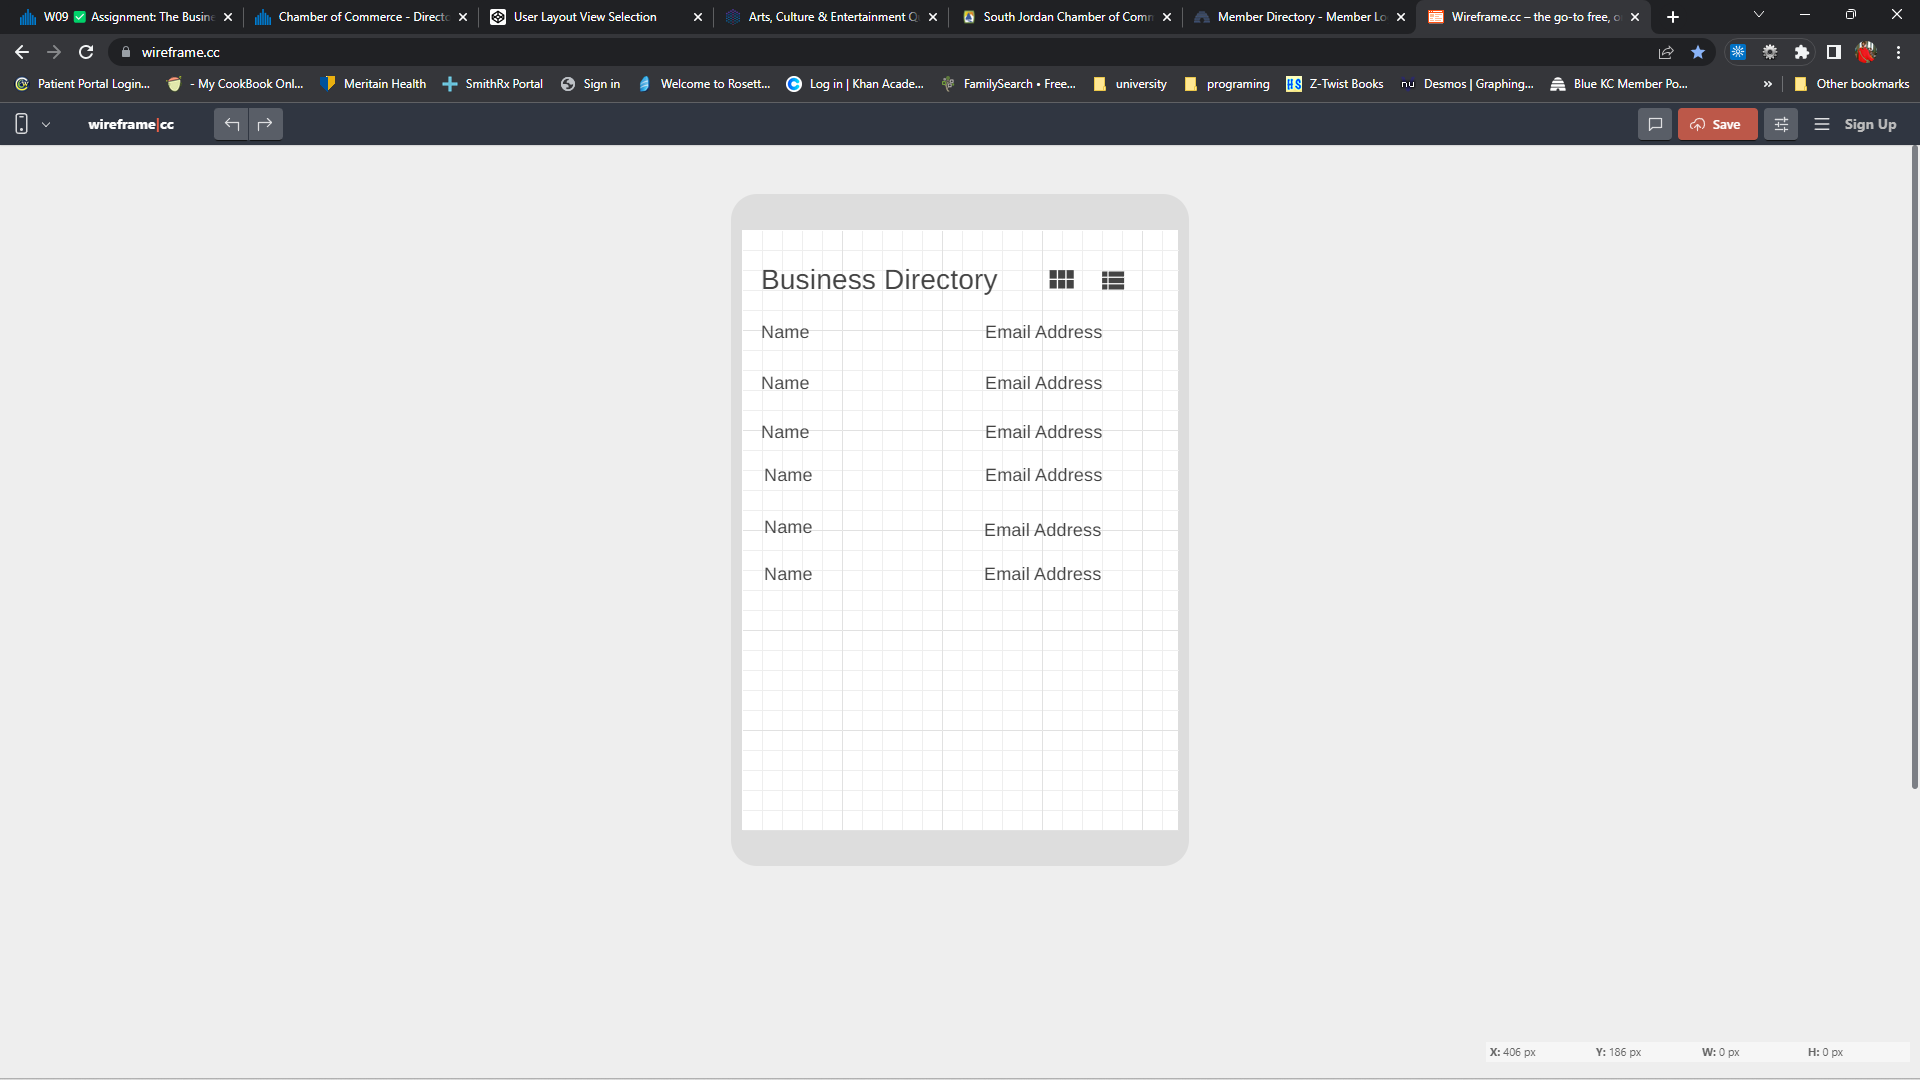 W09 ✅ Assignment: The Busine
Chamber of Commerce - Directo
User Layout View Selection
Arts, Culture & Entertainment Q
South Jordan Chamber of Comm
Member Directory - Member Lo
Wireframe.cc – the go-to free, o
wireframe.cc
Patient Portal Login...
- My CookBook Onl...
Meritain Health
SmithRx Portal
Sign in
Welcome to Rosett...
Log in | Khan Acade...
FamilySearch • Free...
university
programing
HS Z-Twist Books
nu Desmos | Graphing...
Blue KC Member Po...
»
Other bookmarks
wireframe|cc
Save
Sign Up
Business Directory
Name Email Address
Name Email Address
Name Email Address
Name Email Address
Name Email Address
Name Email Address
X: 406 px Y: 186 px W: 0 px H: 0 px